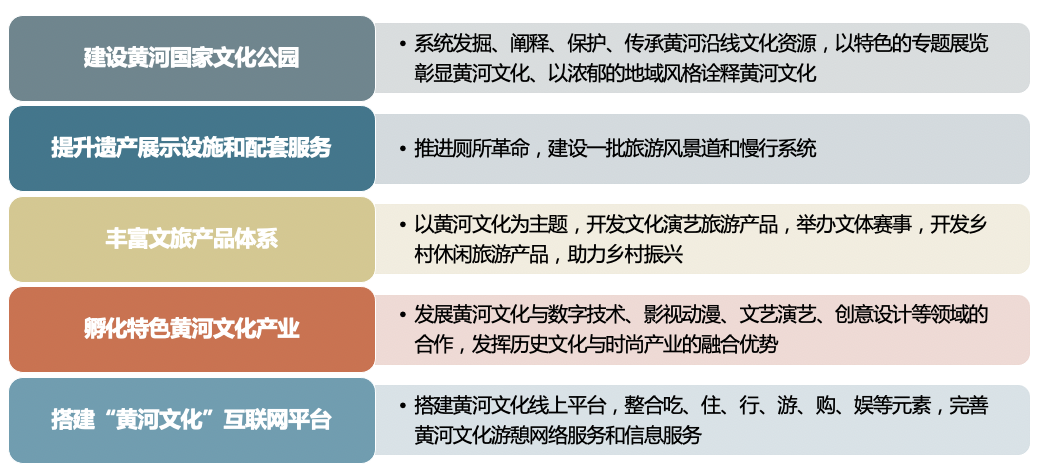 建设黄河国家文化公园
• 系统发掘、阐释、保护、传承黄河沿线文化资源，以特色的专题展览
彰显黄河文化、以浓郁的地域风格诠释黄河文化
提升遗产展示设施和配套服务
• 推进厕所革命，建设一批旅游风景道和慢行系统
丰富文旅产品体系
• 以黄河文化为主题，开发文化演艺旅游产品，举办文体赛事，开发乡
村休闲旅游产品，助力乡村振兴
孵化特色黄河文化产业
• 发展黄河文化与数字技术、影视动漫、文艺演艺、创意设计等领域的
合作，发挥历史文化与时尚产业的融合优势
搭建“黄河文化”互联网平台
• 搭建黄河文化线上平台，整合吃、住、行、游、购、娱等元素，完善
黄河文化游憩网络服务和信息服务